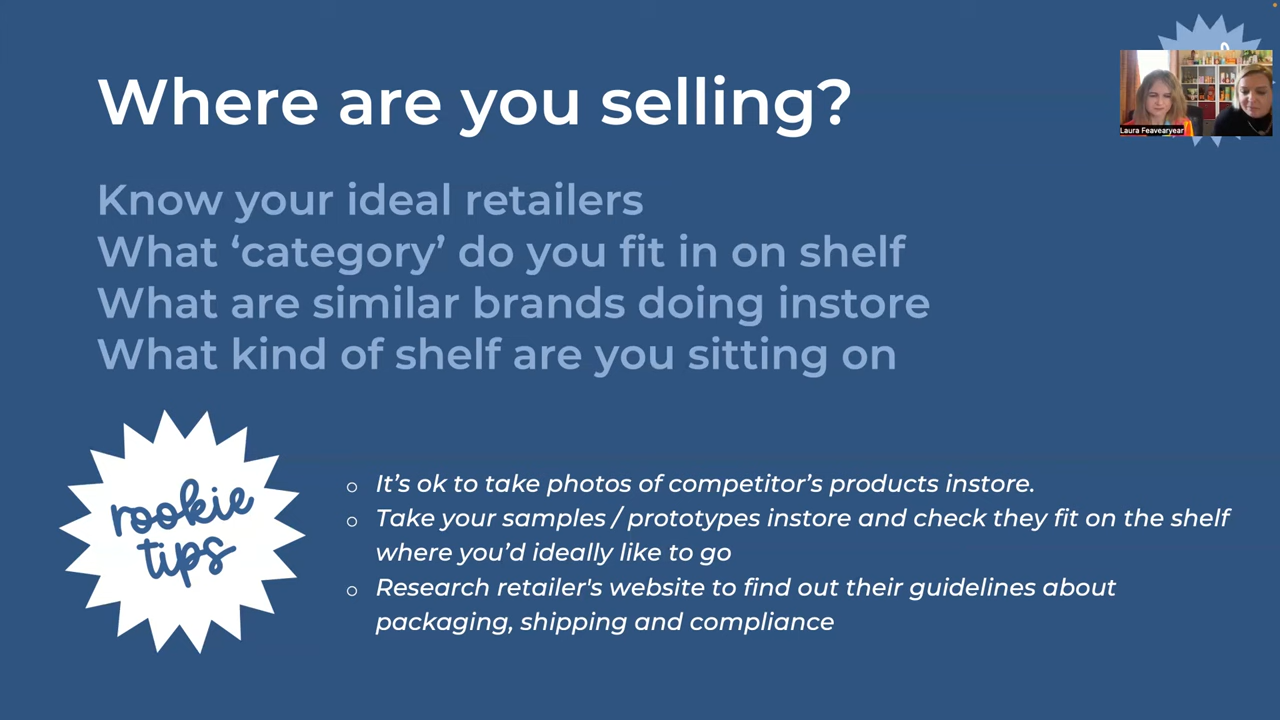 Where are you selling?
Laura Feavearyear
Know your ideal retailers
What ‘category’ do you fit in on shelf
What are similar brands doing instore
What kind of shelf are you sitting on
rookie
tips
It’s ok to take photos of competitor’s products instore.
Take your samples / prototypes instore and check they fit on the shelf
where you’d ideally like to go
Research retailer's website to find out their guidelines about
packaging, shipping and compliance